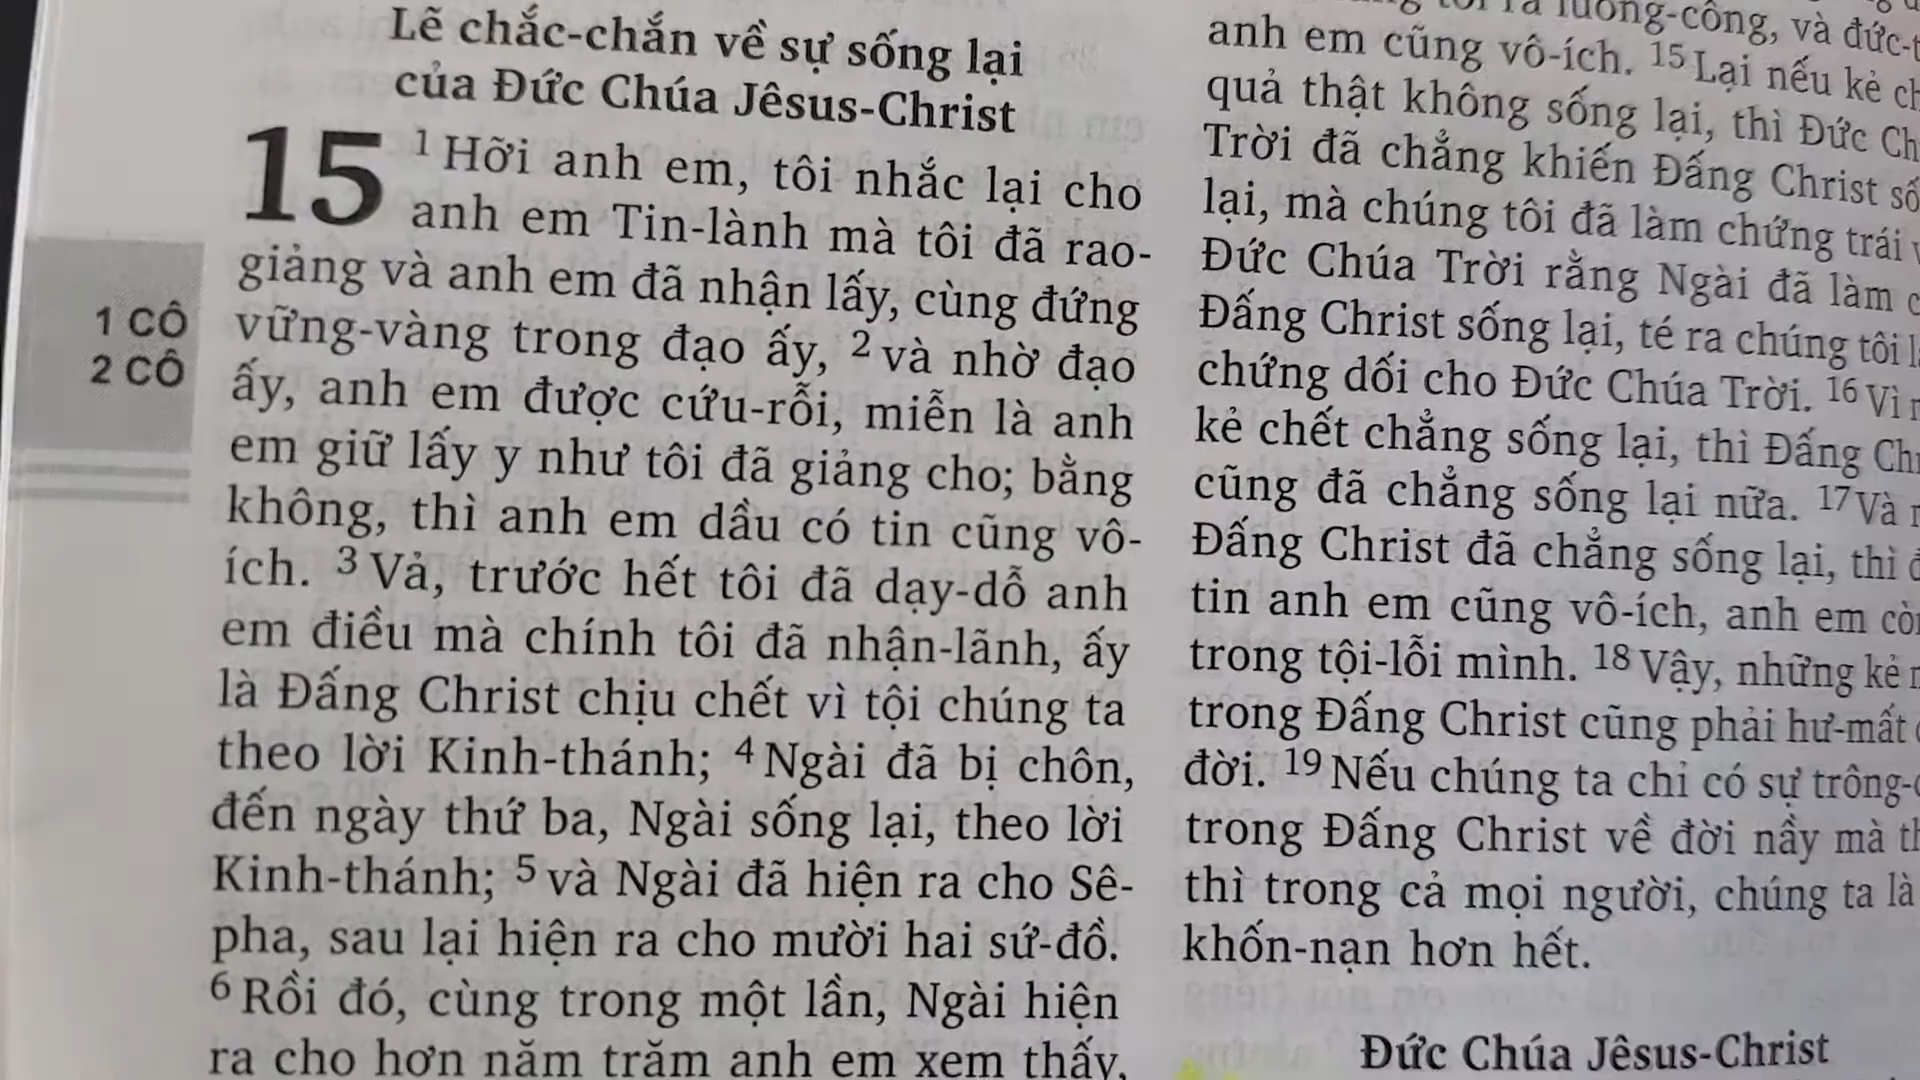 Lẽ chắc-chắn về sự sống lại
của Đức Chúa Jêsus-Christ
15 1 Hỡi anh em, tôi nhắc lại cho
anh em Tin-lành mà tôi đã rao-
giảng và anh em đã nhận lấy, cùng đứng
vững-vàng trong đạo ấy, 2 và nhờ đạo
ấy, anh em được cứu-rỗi, miễn là anh
em giữ lấy y như tôi đã giảng cho; bằng
không, thì anh em dầu có tin cũng vô-
ích. 3 Vả, trước hết tôi đã dạy-dỗ anh
em điều mà chính tôi đã nhận-lãnh, ấy
là Đấng Christ chịu chết vì tội chúng ta
theo lời Kinh-thánh; 4 Ngài đã bị chôn,
đến ngày thứ ba, Ngài sống lại, theo lời
Kinh-thánh; 5 và Ngài đã hiện ra cho Sê-
pha, sau lại hiện ra cho mười hai sứ-đồ.
6 Rồi đó, cùng trong một lần, Ngài hiện
ra cho hơn năm trăm anh em xem thấy,
1 CÔ
2 CÔ
ra luống-công, và
anh em cũng vô-ích. 15 Lại nếu kẻ
quả thật không sống lại, thì Đức
Trời đã chẳng khiến Đấng Christ
lại, mà chúng tôi đã làm chứng trái
Đức Chúa Trời rằng Ngài đã làm
Đấng Christ sống lại, té ra chúng tôi
chứng dối cho Đức Chúa Trời. 16 Vì
kẻ chết chẳng sống lại, thì Đấng
cũng đã chẳng sống lại nữa. 17 Và
Đấng Christ đã chẳng sống lại, thì
tin anh em cũng vô-ích, anh em
trong tội-lỗi mình. 18 Vậy, những kẻ
trong Đấng Christ cũng phải hư-mất
đời. 19 Nếu chúng ta chỉ có sự trông-
trong Đấng Christ về đời nầy mà
thì trong cả mọi người, chúng ta là
khốn-nạn hơn hết.
Đức Chúa Jêsus-Christ